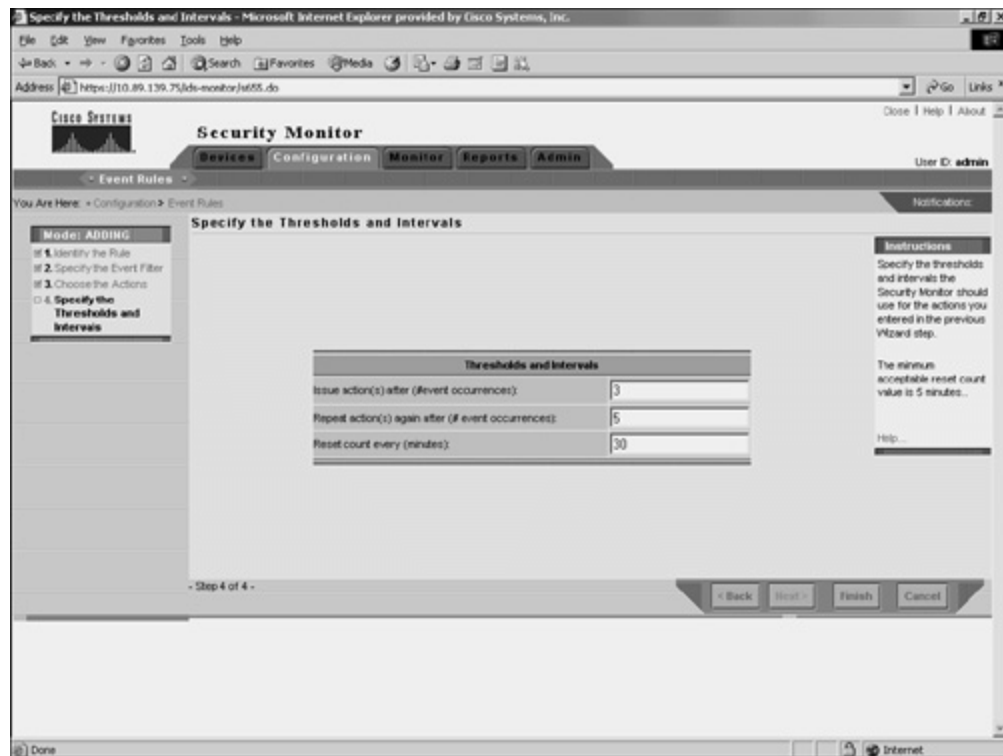 Specify the Thresholds and Intervals - Microsoft Internet Explorer provided by Cisco Systems, Inc.
File Edit View Favorites Tools Help
Back Search Favorites Media
Address https://10.89.139.75/ids-monitor/s655.do Go Links
Close | Help | About
CISCO SYSTEMS
Security Monitor
Devices Configuration Monitor Reports Admin
User ID: admin
Event Rules
You Are Here: • Configuration > Event Rules
Notifications:
Specify the Thresholds and Intervals
Mode: ADDING
1. Identify the Rule
2. Specify the Event Filter
3. Choose the Actions
4. Specify the
Thresholds and
Intervals
Thresholds and Intervals
Issue action(s) after (#event occurrences): 3
Repeat action(s) again after (# event occurrences): 5
Reset count every (minutes): 30
Instructions
Specify the thresholds
and intervals the
Security Monitor should
use for the actions you
entered in the previous
Wizard step.
The minmum
acceptable reset count
value is 5 minutes..
Help...
- Step 4 of 4 -
< Back Next > Finish Cancel
Done Internet